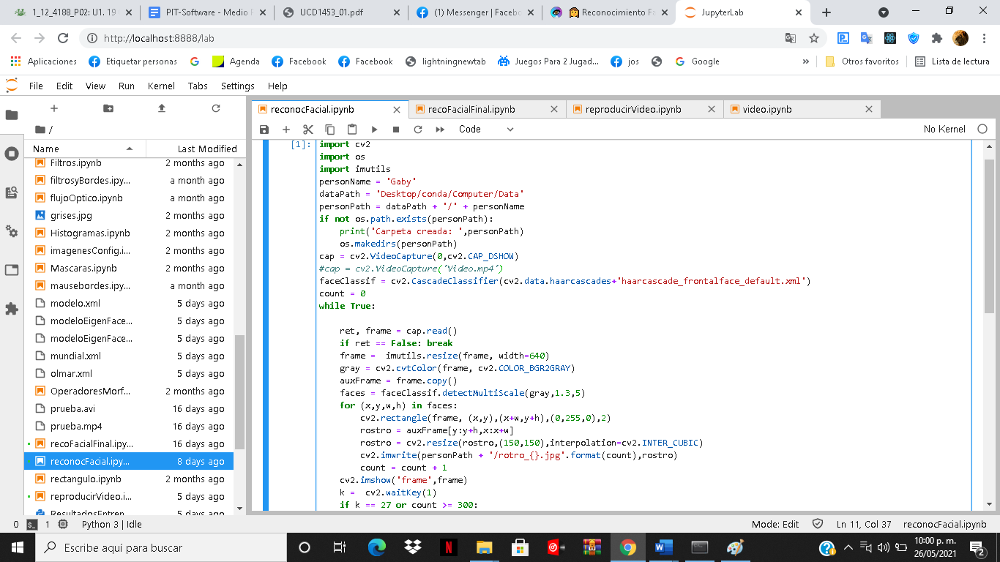 1_12_4188_P02: U1. 19
PIT-Software - Medio F
UCD1453_01.pdf
(1) Messenger | Faceb
Reconocimiento Fa
JupyterLab
http://localhost:8888/lab
Aplicaciones
Etiquetar personas
Agenda
Facebook
Facebook
lightningnewtab
Juegos Para 2 Jugad...
jos
Google
»
Otros favoritos
Lista de lectura
File Edit View Run Kernel Tabs Settings Help
reconocFacial.ipynb
recoFacialFinal.ipynb
reproducirVideo.ipynb
video.ipynb
/
Code
No Kernel
Name
Last Modified
Filtros.ipynb 2 months ago
filtrosyBordes.ipy... a month ago
flujoOptico.ipynb a month ago
grises.jpg 2 months ago
Histogramas.ipynb 2 months ago
imagenesConfig.i... 2 months ago
Mascaras.ipynb 2 months ago
mausebordes.ipy... a month ago
modelo.xml 5 days ago
modeloEigenFace... 5 days ago
modeloEigenFace... 5 days ago
mundial.xml 5 days ago
olmar.xml 5 days ago
OperadoresMorf... 2 months ago
prueba.avi 16 days ago
prueba.mp4 16 days ago
recoFacialFinal.ipy... 16 days ago
reconocFacial.ipy... 8 days ago
rectangulo.ipynb 2 months ago
reproducirVideo.i... 5 days ago
ResultadosEntren 5 days ago
[1]:
import cv2
import os
import imutils
personName = 'Gaby'
dataPath = 'Desktop/conda/Computer/Data'
personPath = dataPath + '/' + personName
if not os.path.exists(personPath):
    print('Carpeta creada: ',personPath)
    os.makedirs(personPath)
cap = cv2.VideoCapture(0,cv2.CAP_DSHOW)
#cap = cv2.VideoCapture('Video.mp4')
faceClassif = cv2.CascadeClassifier(cv2.data.haarcascades+'haarcascade_frontalface_default.xml')
count = 0
while True:
    ret, frame = cap.read()
    if ret == False: break
    frame =  imutils.resize(frame, width=640)
    gray = cv2.cvtColor(frame, cv2.COLOR_BGR2GRAY)
    auxFrame = frame.copy()
    faces = faceClassif.detectMultiScale(gray,1.3,5)
    for (x,y,w,h) in faces:
        cv2.rectangle(frame, (x,y),(x+w,y+h),(0,255,0),2)
        rostro = auxFrame[y:y+h,x:x+w]
        rostro = cv2.resize(rostro,(150,150),interpolation=cv2.INTER_CUBIC)
        cv2.imwrite(personPath + '/rotro_{}.jpg'.format(count),rostro)
        count = count + 1
    cv2.imshow('frame',frame)
    k =  cv2.waitKey(1)
    if k == 27 or count >= 300:
0
1
Python 3 | Idle
Mode: Edit
Ln 11, Col 37
reconocFacial.ipynb
Escribe aquí para buscar
10:00 p. m.
26/05/2021
2